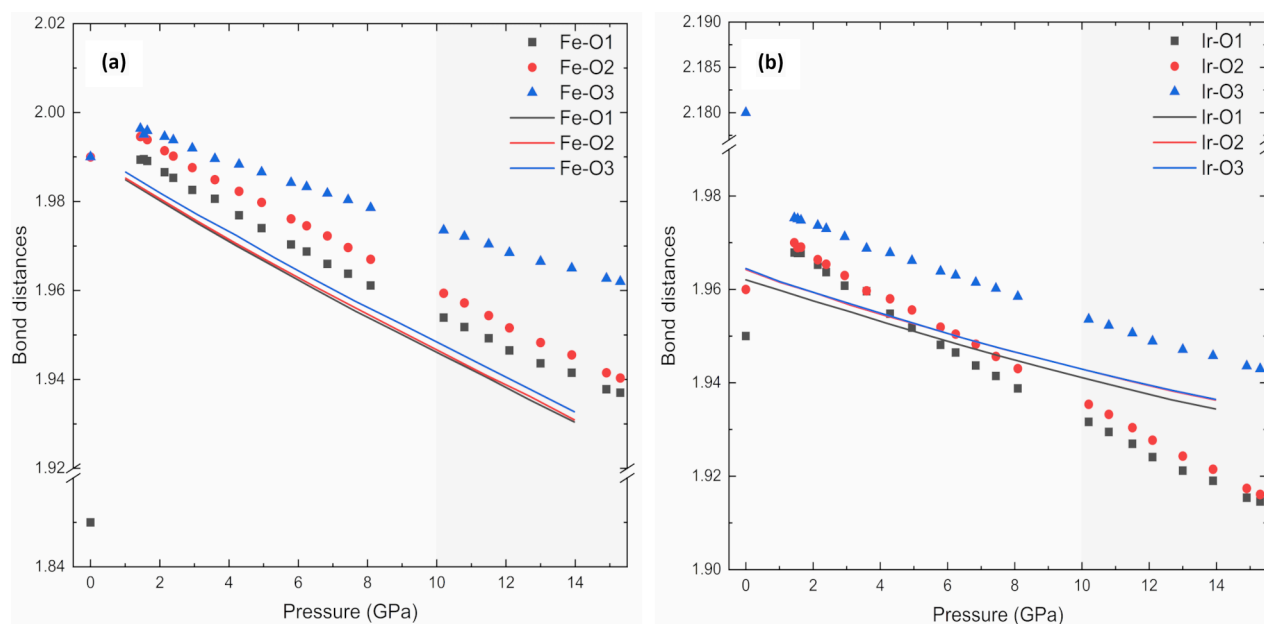 (a)
Fe-O1
Fe-O2
Fe-O3
Fe-O1
Fe-O2
Fe-O3
2.02
2.00
1.98
1.96
1.94
1.92
1.84
Bond distances
0 2 4 6 8 10 12 14
Pressure (GPa)
(b)
Ir-O1
Ir-O2
Ir-O3
Ir-O1
Ir-O2
Ir-O3
2.190
2.185
2.180
1.98
1.96
1.94
1.92
1.90
Bond distances
0 2 4 6 8 10 12 14
Pressure (GPa)